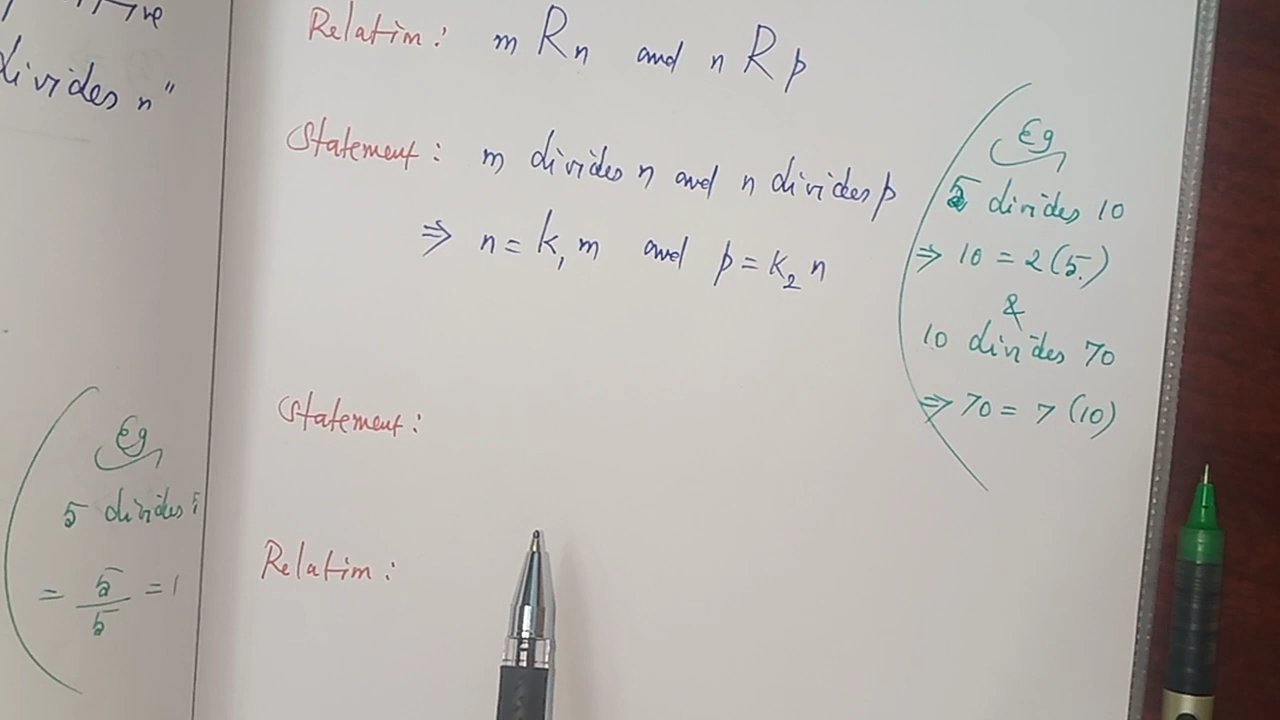 divides n"
Eg
5 divides
= 5/5 = 1
Relation: m R n and n R p
Statement: m divides n and n divides p
⇒ n = k₁ m and p = k₂ n
Statement:
Relation:
Eg
5 divides 10
⇒ 10 = 2(5)
&
10 divides 70
⇒ 70 = 7(10)